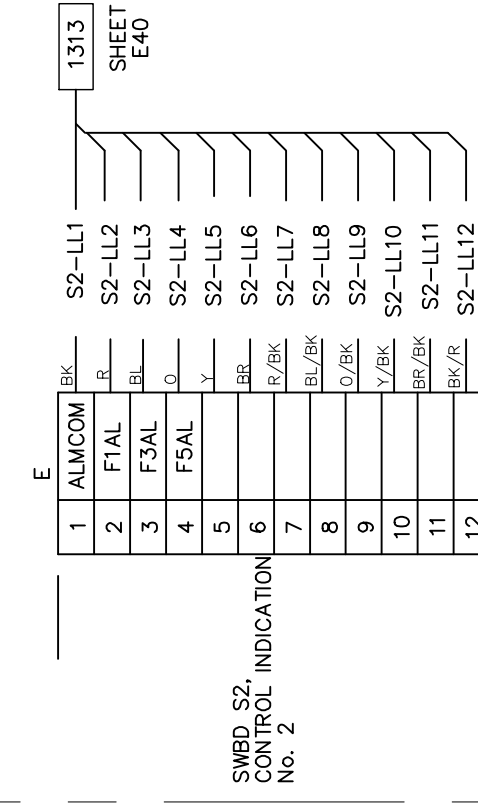 E
1313
SHEET
E40
1 ALMCOM BK S2-LL1
2 F1AL R S2-LL2
3 F3AL BL S2-LL3
4 F5AL O S2-LL4
5 Y S2-LL5
6 BR S2-LL6
7 R/BK S2-LL7
8 BL/BK S2-LL8
9 O/BK S2-LL9
10 Y/BK S2-LL10
11 BR/BK S2-LL11
12 BK/R S2-LL12
SWBD S2,
CONTROL INDICATION
No. 2